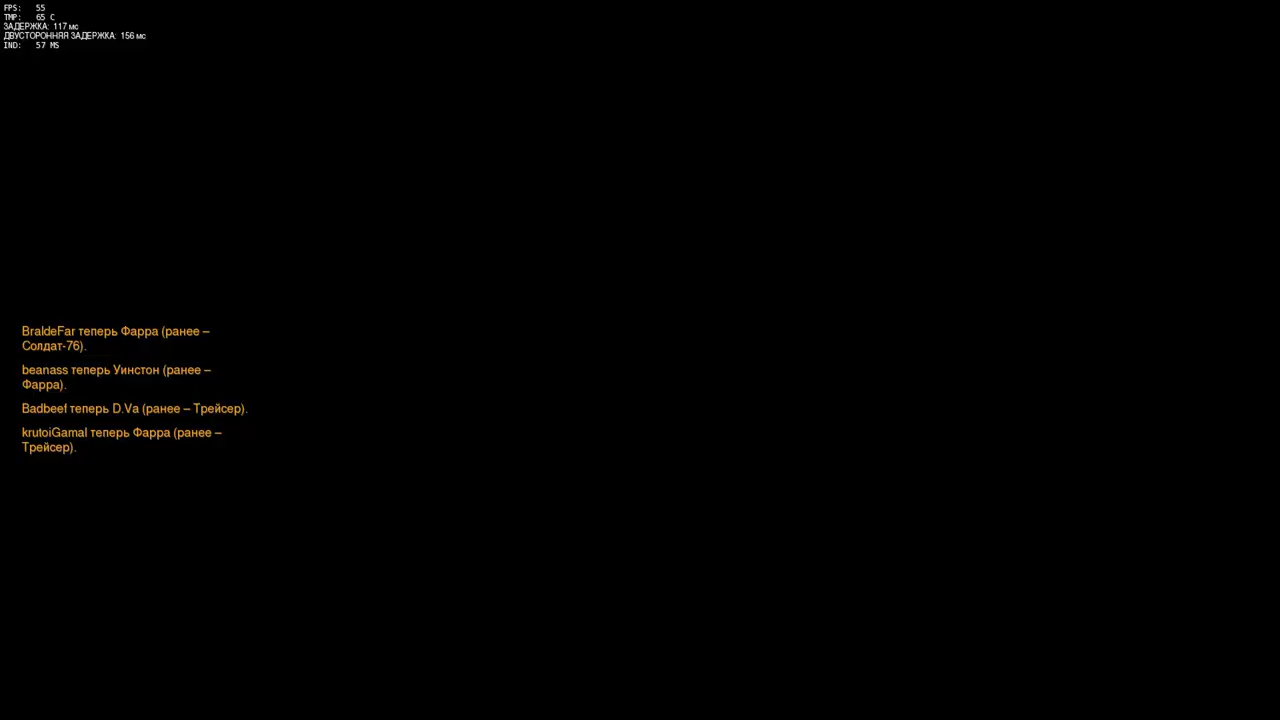 FPS: 55
TMP: 65 C
ЗАДЕРЖКА: 117 мс
ДВУСТОРОННЯЯ ЗАДЕРЖКА: 156 мс
IND: 57 MS
BraldeFar теперь Фарра (ранее –
Солдат-76).
beanass теперь Уинстон (ранее –
Фарра).
Badbeef теперь D.Va (ранее – Трейсер).
krutoiGamal теперь Фарра (ранее –
Трейсер).